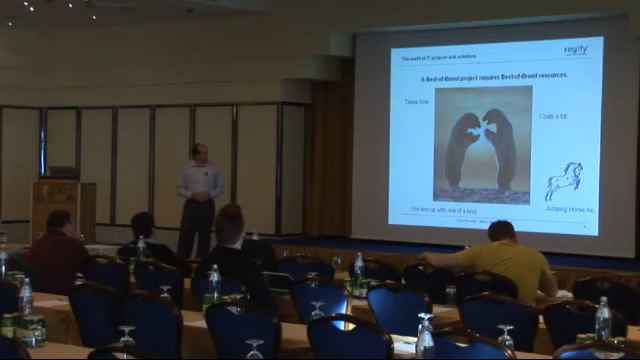 The world of IT projects and solutions
regify
A Best-of-Breed project requires Best-of-Breed resources.
Takes time
Costs a lot
You end up with one of a kind
Jumping Horse Inc.